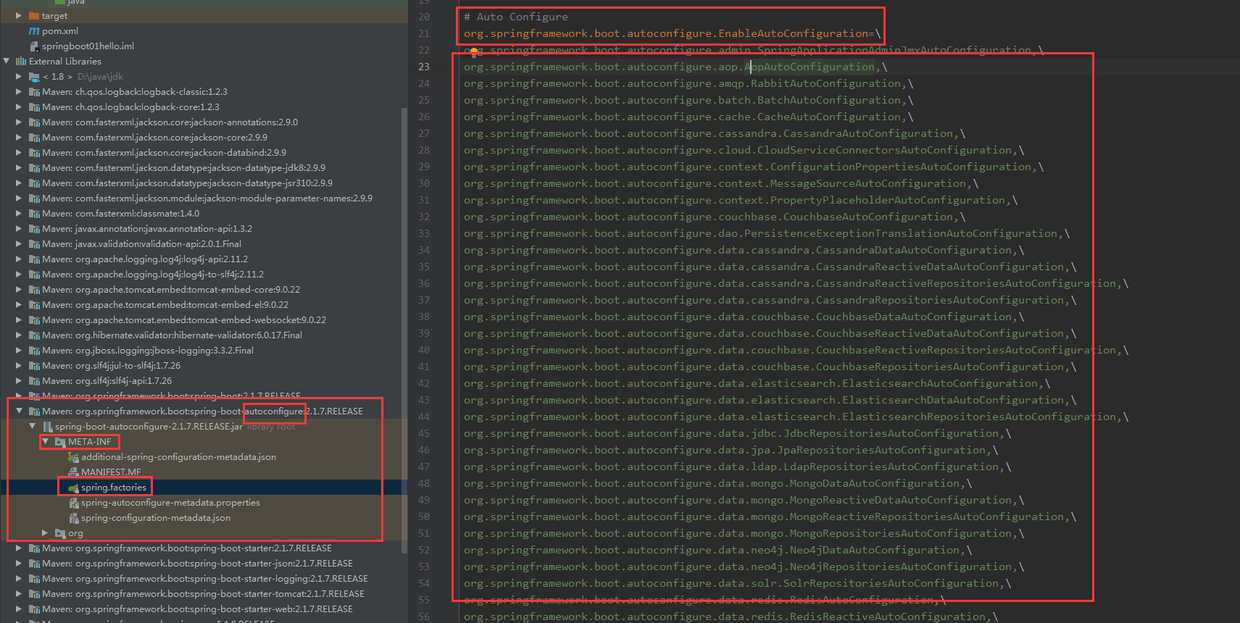 java
target
pom.xml
springboot01hello.iml
External Libraries
< 1.8 > D:\java\jdk
Maven: ch.qos.logback:logback-classic:1.2.3
Maven: ch.qos.logback:logback-core:1.2.3
Maven: com.fasterxml.jackson.core:jackson-annotations:2.9.0
Maven: com.fasterxml.jackson.core:jackson-core:2.9.9
Maven: com.fasterxml.jackson.core:jackson-databind:2.9.9
Maven: com.fasterxml.jackson.datatype:jackson-datatype-jdk8:2.9.9
Maven: com.fasterxml.jackson.datatype:jackson-datatype-jsr310:2.9.9
Maven: com.fasterxml.jackson.module:jackson-module-parameter-names:2.9.9
Maven: com.fasterxml:classmate:1.4.0
Maven: javax.annotation:javax.annotation-api:1.3.2
Maven: javax.validation:validation-api:2.0.1.Final
Maven: org.apache.logging.log4j:log4j-api:2.11.2
Maven: org.apache.logging.log4j:log4j-to-slf4j:2.11.2
Maven: org.apache.tomcat.embed:tomcat-embed-core:9.0.22
Maven: org.apache.tomcat.embed:tomcat-embed-el:9.0.22
Maven: org.apache.tomcat.embed:tomcat-embed-websocket:9.0.22
Maven: org.hibernate.validator:hibernate-validator:6.0.17.Final
Maven: org.jboss.logging:jboss-logging:3.3.2.Final
Maven: org.slf4j:jul-to-slf4j:1.7.26
Maven: org.slf4j:slf4j-api:1.7.26
Maven: org.springframework.boot:spring-boot:2.1.7.RELEASE
Maven: org.springframework.boot:spring-boot-autoconfigure:2.1.7.RELEASE
spring-boot-autoconfigure-2.1.7.RELEASE.jar library root
META-INF
additional-spring-configuration-metadata.json
MANIFEST.MF
spring.factories
spring-autoconfigure-metadata.properties
spring-configuration-metadata.json
org
Maven: org.springframework.boot:spring-boot-starter:2.1.7.RELEASE
Maven: org.springframework.boot:spring-boot-starter-json:2.1.7.RELEASE
Maven: org.springframework.boot:spring-boot-starter-logging:2.1.7.RELEASE
Maven: org.springframework.boot:spring-boot-starter-tomcat:2.1.7.RELEASE
Maven: org.springframework.boot:spring-boot-starter-web:2.1.7.RELEASE
20 # Auto Configure
21 org.springframework.boot.autoconfigure.EnableAutoConfiguration=\
22 org.springframework.boot.autoconfigure.admin.SpringApplicationAdminJmxAutoConfiguration,\
23 org.springframework.boot.autoconfigure.aop.AopAutoConfiguration,\
24 org.springframework.boot.autoconfigure.amqp.RabbitAutoConfiguration,\
25 org.springframework.boot.autoconfigure.batch.BatchAutoConfiguration,\
26 org.springframework.boot.autoconfigure.cache.CacheAutoConfiguration,\
27 org.springframework.boot.autoconfigure.cassandra.CassandraAutoConfiguration,\
28 org.springframework.boot.autoconfigure.cloud.CloudServiceConnectorsAutoConfiguration,\
29 org.springframework.boot.autoconfigure.context.ConfigurationPropertiesAutoConfiguration,\
30 org.springframework.boot.autoconfigure.context.MessageSourceAutoConfiguration,\
31 org.springframework.boot.autoconfigure.context.PropertyPlaceholderAutoConfiguration,\
32 org.springframework.boot.autoconfigure.couchbase.CouchbaseAutoConfiguration,\
33 org.springframework.boot.autoconfigure.dao.PersistenceExceptionTranslationAutoConfiguration,\
34 org.springframework.boot.autoconfigure.data.cassandra.CassandraDataAutoConfiguration,\
35 org.springframework.boot.autoconfigure.data.cassandra.CassandraReactiveDataAutoConfiguration,\
36 org.springframework.boot.autoconfigure.data.cassandra.CassandraReactiveRepositoriesAutoConfiguration,\
37 org.springframework.boot.autoconfigure.data.cassandra.CassandraRepositoriesAutoConfiguration,\
38 org.springframework.boot.autoconfigure.data.couchbase.CouchbaseDataAutoConfiguration,\
39 org.springframework.boot.autoconfigure.data.couchbase.CouchbaseReactiveDataAutoConfiguration,\
40 org.springframework.boot.autoconfigure.data.couchbase.CouchbaseReactiveRepositoriesAutoConfiguration,\
41 org.springframework.boot.autoconfigure.data.couchbase.CouchbaseRepositoriesAutoConfiguration,\
42 org.springframework.boot.autoconfigure.data.elasticsearch.ElasticsearchAutoConfiguration,\
43 org.springframework.boot.autoconfigure.data.elasticsearch.ElasticsearchDataAutoConfiguration,\
44 org.springframework.boot.autoconfigure.data.elasticsearch.ElasticsearchRepositoriesAutoConfiguration,\
45 org.springframework.boot.autoconfigure.data.jdbc.JdbcRepositoriesAutoConfiguration,\
46 org.springframework.boot.autoconfigure.data.jpa.JpaRepositoriesAutoConfiguration,\
47 org.springframework.boot.autoconfigure.data.ldap.LdapRepositoriesAutoConfiguration,\
48 org.springframework.boot.autoconfigure.data.mongo.MongoDataAutoConfiguration,\
49 org.springframework.boot.autoconfigure.data.mongo.MongoReactiveDataAutoConfiguration,\
50 org.springframework.boot.autoconfigure.data.mongo.MongoReactiveRepositoriesAutoConfiguration,\
51 org.springframework.boot.autoconfigure.data.mongo.MongoRepositoriesAutoConfiguration,\
52 org.springframework.boot.autoconfigure.data.neo4j.Neo4jDataAutoConfiguration,\
53 org.springframework.boot.autoconfigure.data.neo4j.Neo4jRepositoriesAutoConfiguration,\
54 org.springframework.boot.autoconfigure.data.solr.SolrRepositoriesAutoConfiguration,\
55 org.springframework.boot.autoconfigure.data.redis.RedisAutoConfiguration,\
56 org.springframework.boot.autoconfigure.data.redis.RedisReactiveAutoConfiguration,\